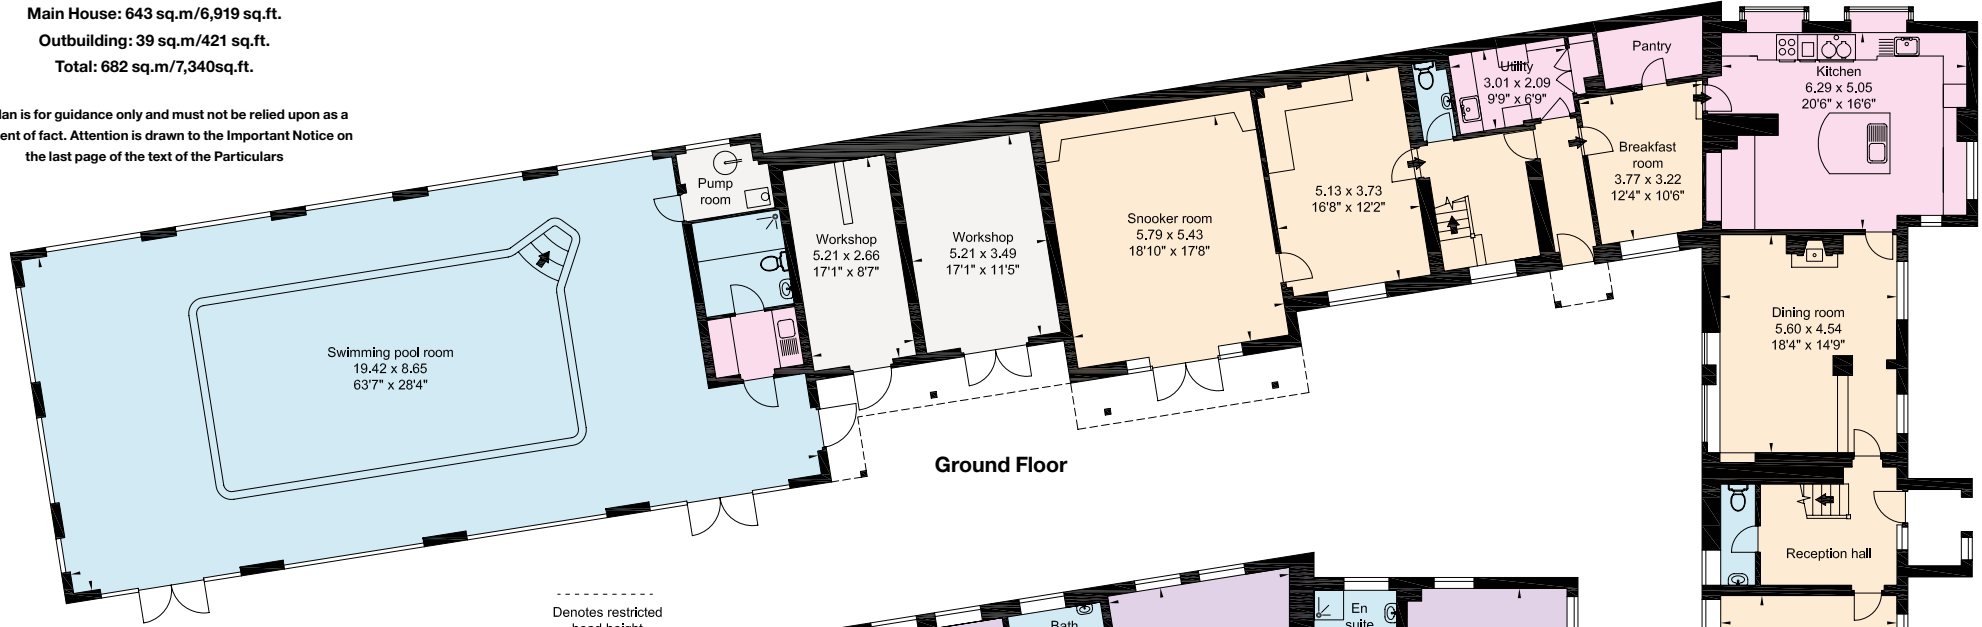 Main House: 643 sq.m/6,919 sq.ft.
Outbuilding: 39 sq.m/421 sq.ft.
Total: 682 sq.m/7,340sq.ft.
is for guidance only and must not be relied upon as a
of fact. Attention is drawn to the Important Notice on
the last page of the text of the Particulars
Pantry
Utility
3.01 x 2.09
9'9" x 6'9"
Kitchen
6.29 x 5.05
20'6" x 16'6"
Breakfast
room
3.77 x 3.22
12'4" x 10'6"
Pump
room
5.13 x 3.73
16'8" x 12'2"
Snooker room
5.79 x 5.43
18'10" x 17'8"
Workshop
5.21 x 2.66
17'1" x 8'7"
Workshop
5.21 x 3.49
17'1" x 11'5"
Swimming pool room
19.42 x 8.65
63'7" x 28'4"
Dining room
5.60 x 4.54
18'4" x 14'9"
Ground Floor
Reception hall
Denotes restricted
head height
Bath
En
suite